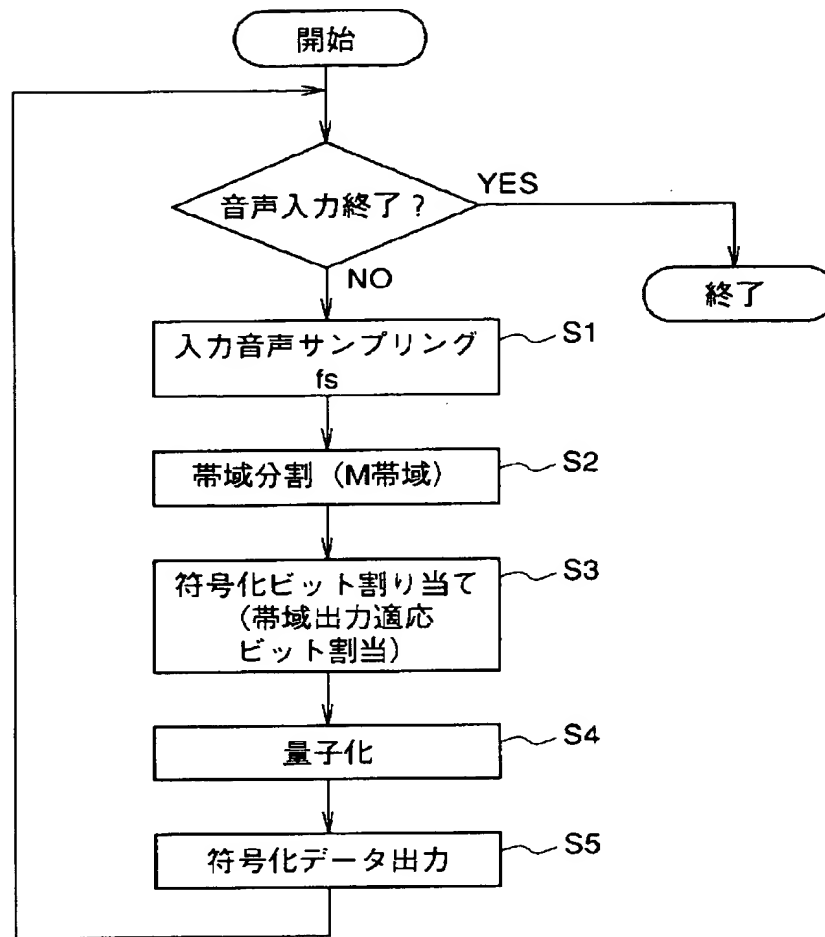 開始
音声入力終了？
YES
NO
終了
入力音声サンプリング
fs
S1
帯域分割（M帯域）
S2
符号化ビット割り当て
（帯域出力適応
ビット割当）
S3
量子化
S4
符号化データ出力
S5